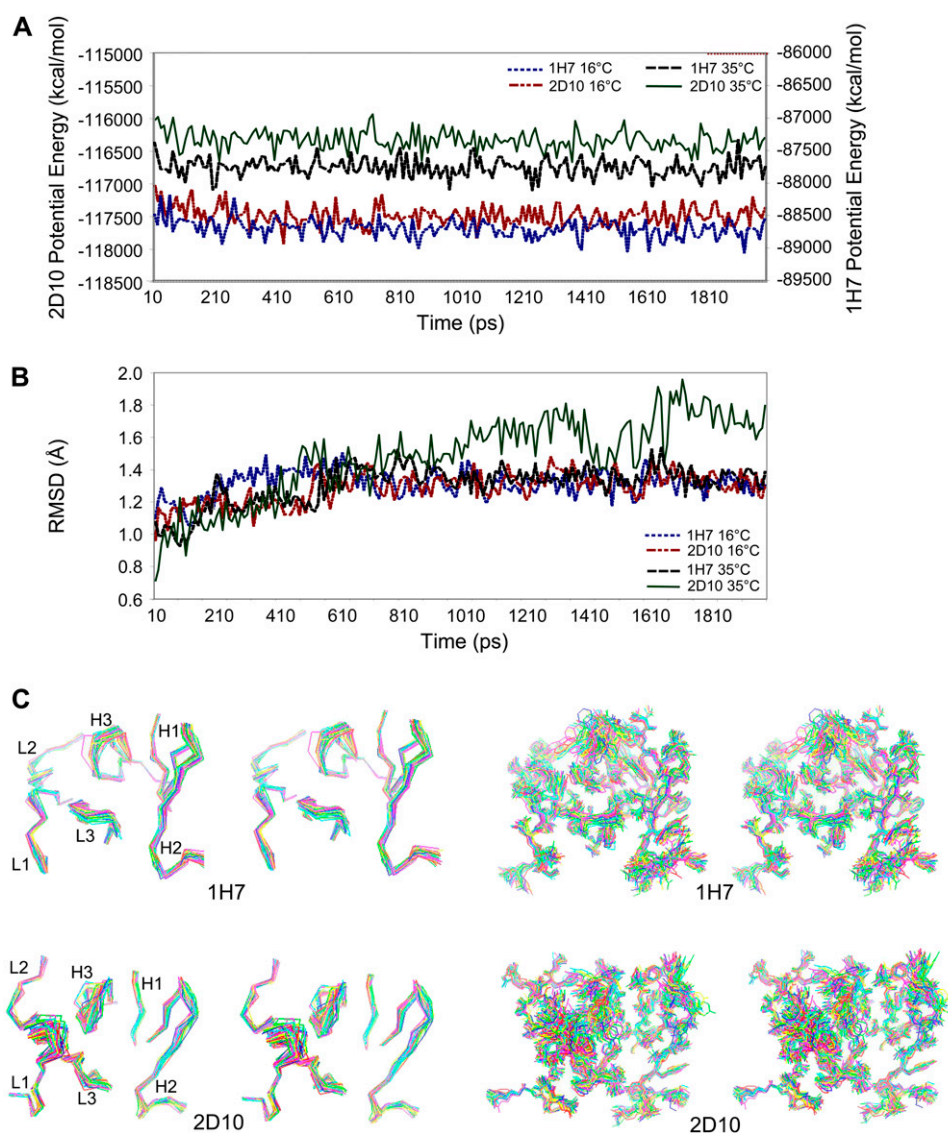 A
2D10 Potential Energy (kcal/mol)
-115000
-115500
-116000
-116500
-117000
-117500
-118000
-118500
1H7 16°C
2D10 16°C
1H7 35°C
2D10 35°C
-86000
-86500
-87000
-87500
-88000
-88500
-89000
-89500
1H7 Potential Energy (kcal/mol)
10 210 410 610 810 1010 1210 1410 1610 1810
Time (ps)
B
RMSD (Å)
2.0
1.8
1.6
1.4
1.2
1.0
0.8
0.6
1H7 16°C
2D10 16°C
1H7 35°C
2D10 35°C
10 210 410 610 810 1010 1210 1410 1610 1810
Time (ps)
C
L2
H3
H1
L3
L1
H2
1H7
1H7
L2
H3
H1
L1
L3
H2
2D10
2D10